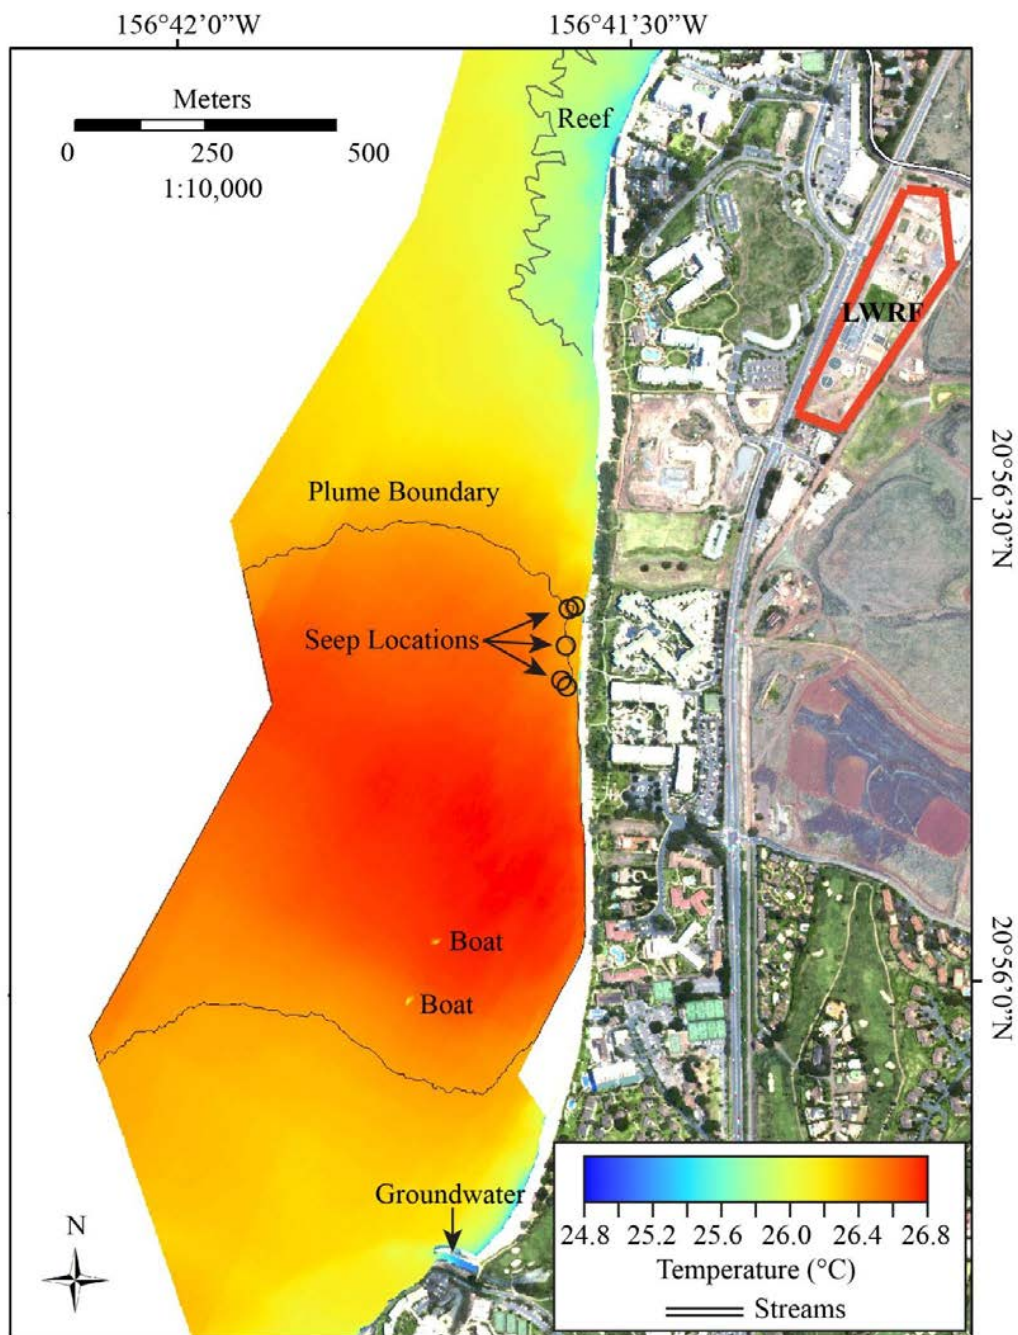 156°42’0”W
156°41’30”W
Meters
0 250 500
1:10,000
Reef
LWRF
20°56’30”N
Plume Boundary
Seep Locations
Boat
20°56’0”N
Boat
Groundwater
N
24.8 25.2 25.6 26.0 26.4 26.8
Temperature (°C)
Streams